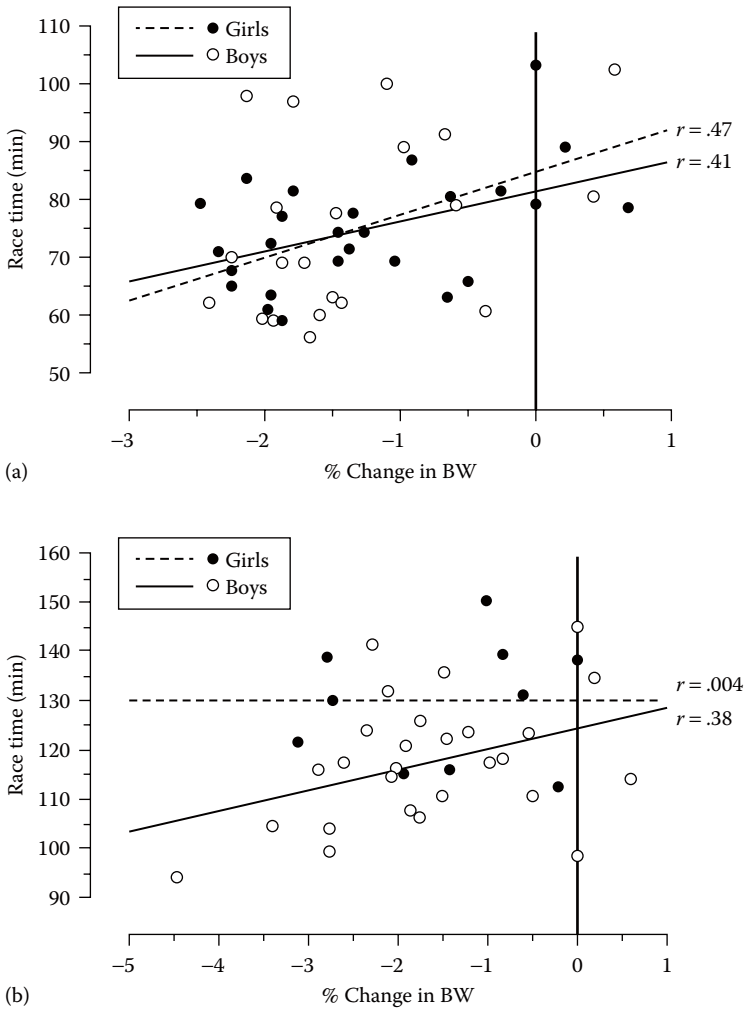 110
100
90
80
70
60
50
Race time (min)
Girls
Boys
r = .47
r = .41
−3
−2
−1
0
1
% Change in BW
(a)
160
150
140
130
120
110
100
90
Race time (min)
Girls
Boys
r = .004
r = .38
−5
−4
−3
−2
−1
0
1
% Change in BW
(b)